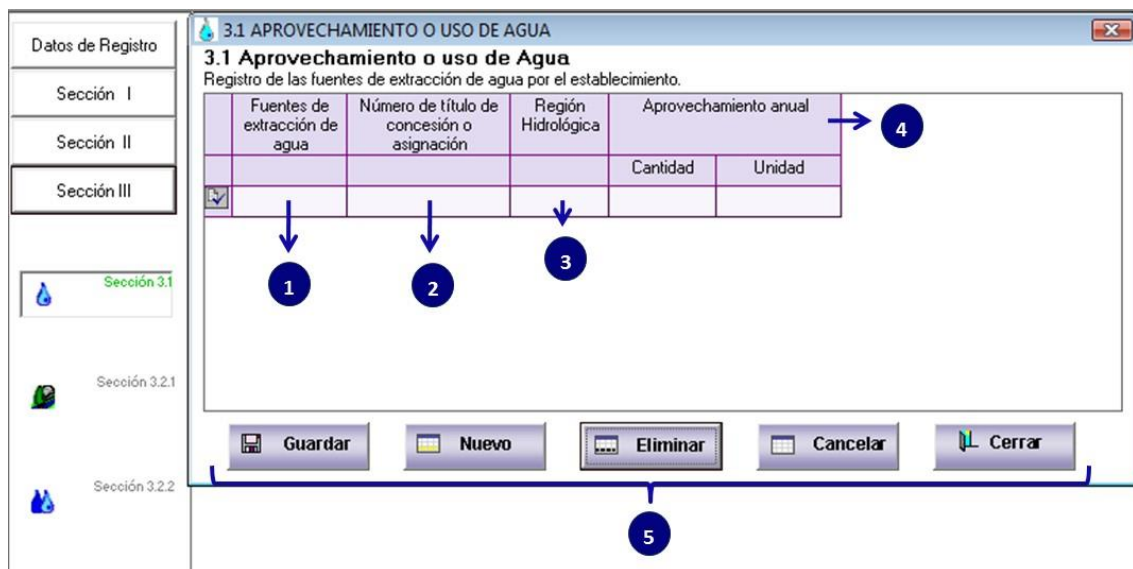 Datos de Registro
Sección I
Sección II
Sección III
Sección 3.1
Sección 3.2.1
Sección 3.2.2
3.1 APROVECHAMIENTO O USO DE AGUA
3.1 Aprovechamiento o uso de Agua
Registro de las fuentes de extracción de agua por el establecimiento.
Fuentes de
extracción de
agua
Número de título de
concesión o
asignación
Región
Hidrológica
Aprovechamiento anual
Cantidad
Unidad
4
1
2
3
Guardar
Nuevo
Eliminar
Cancelar
Cerrar
5